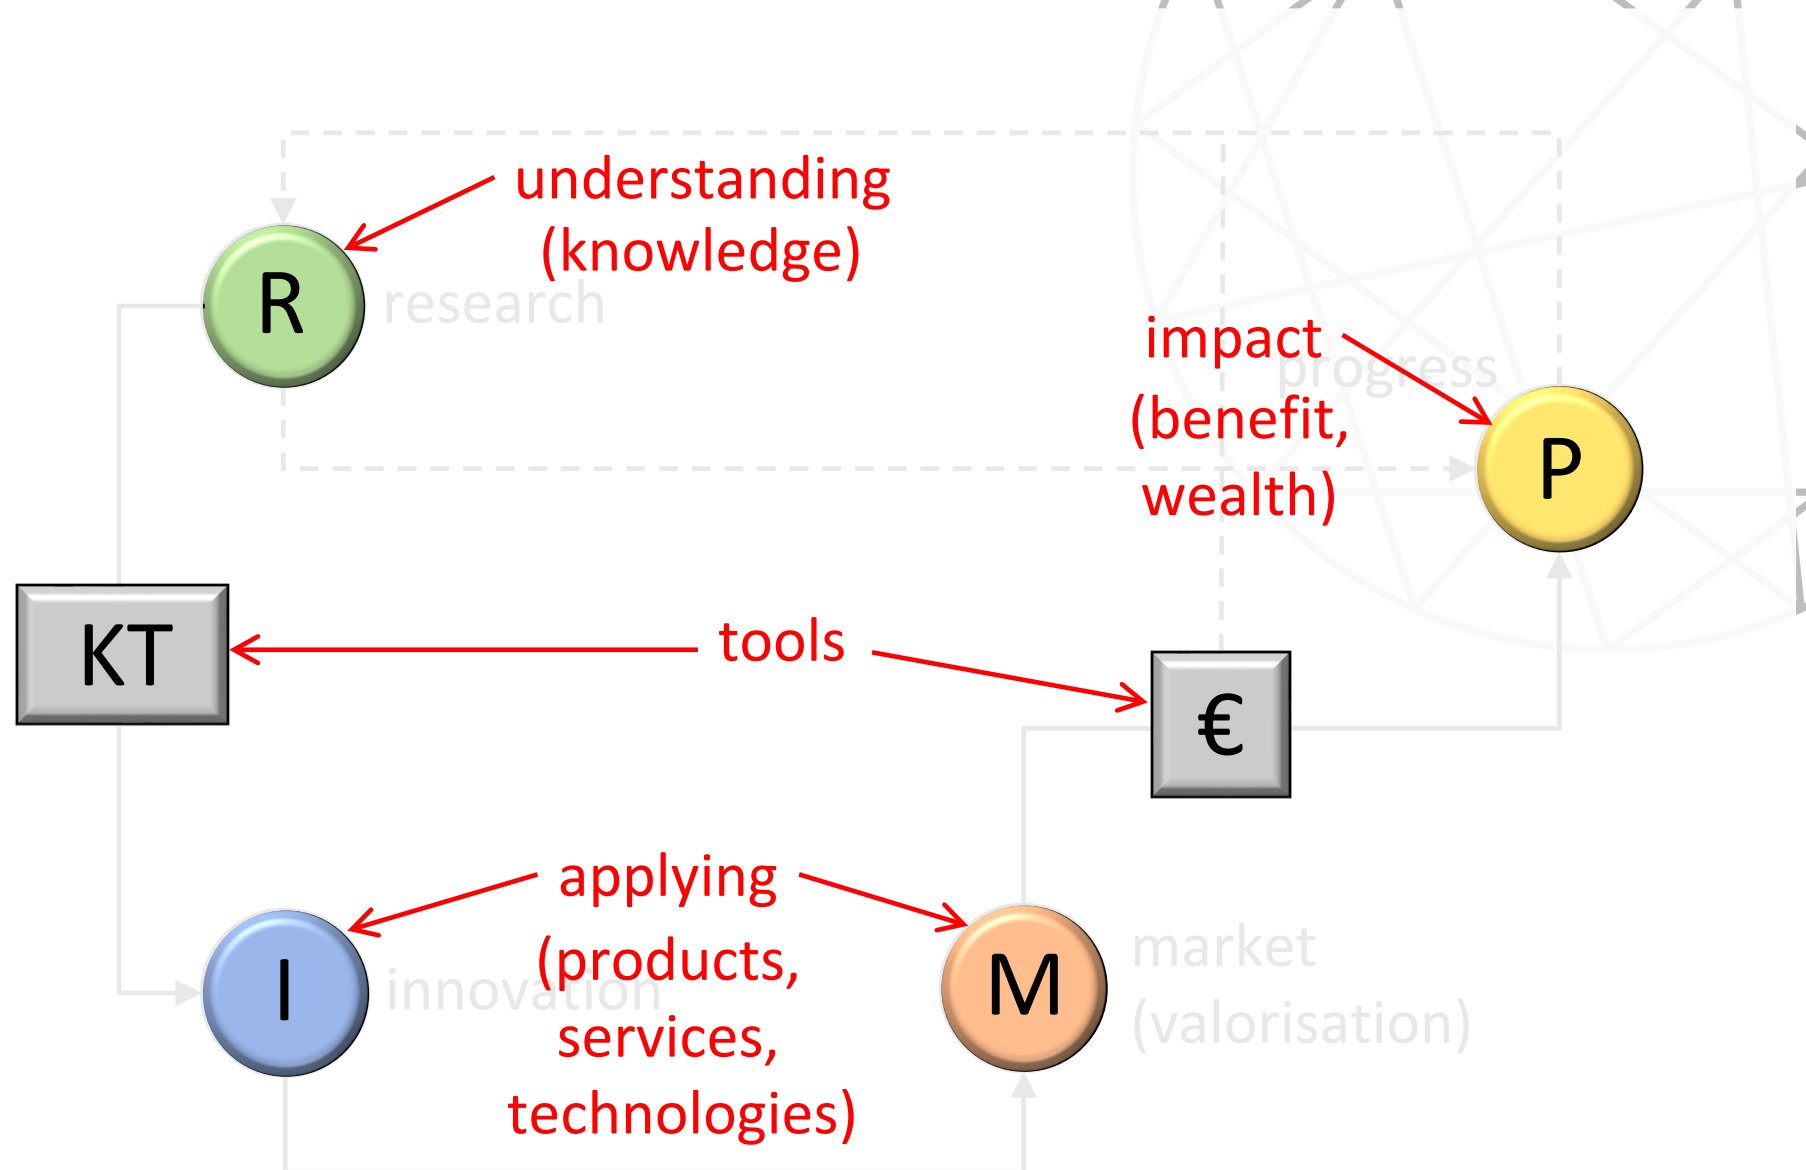 understanding
(knowledge)
R
research
impact
progress
(benefit,
P
wealth)
KT
tools
€
applying
(products,
I
innovation
M
market
services,
(valorisation)
technologies)